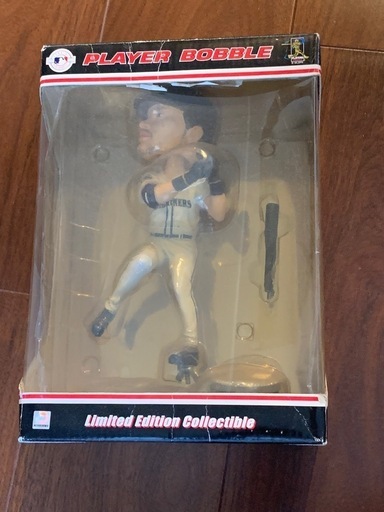 PLAYER BOBBLE
MARINERS
Limited Edition Collectible